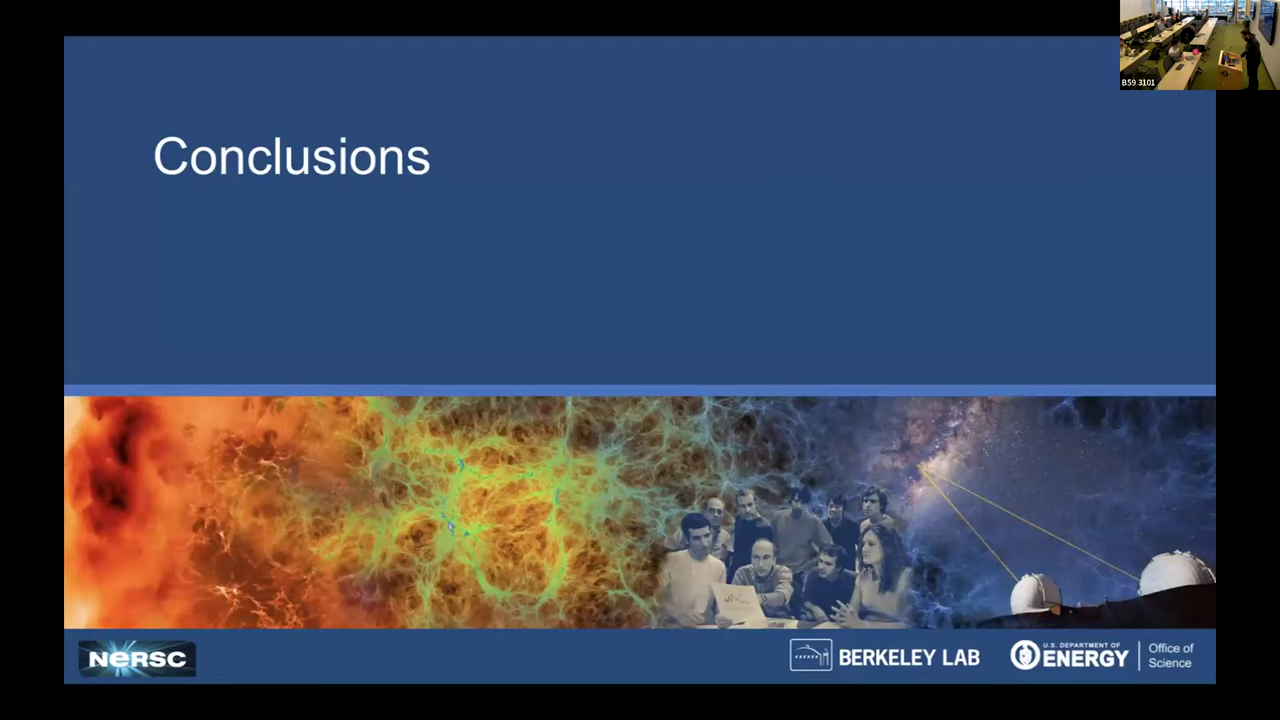 B59 3101
Conclusions
NERSC
BERKELEY LAB
U.S. DEPARTMENT OF
ENERGY
Office of
Science